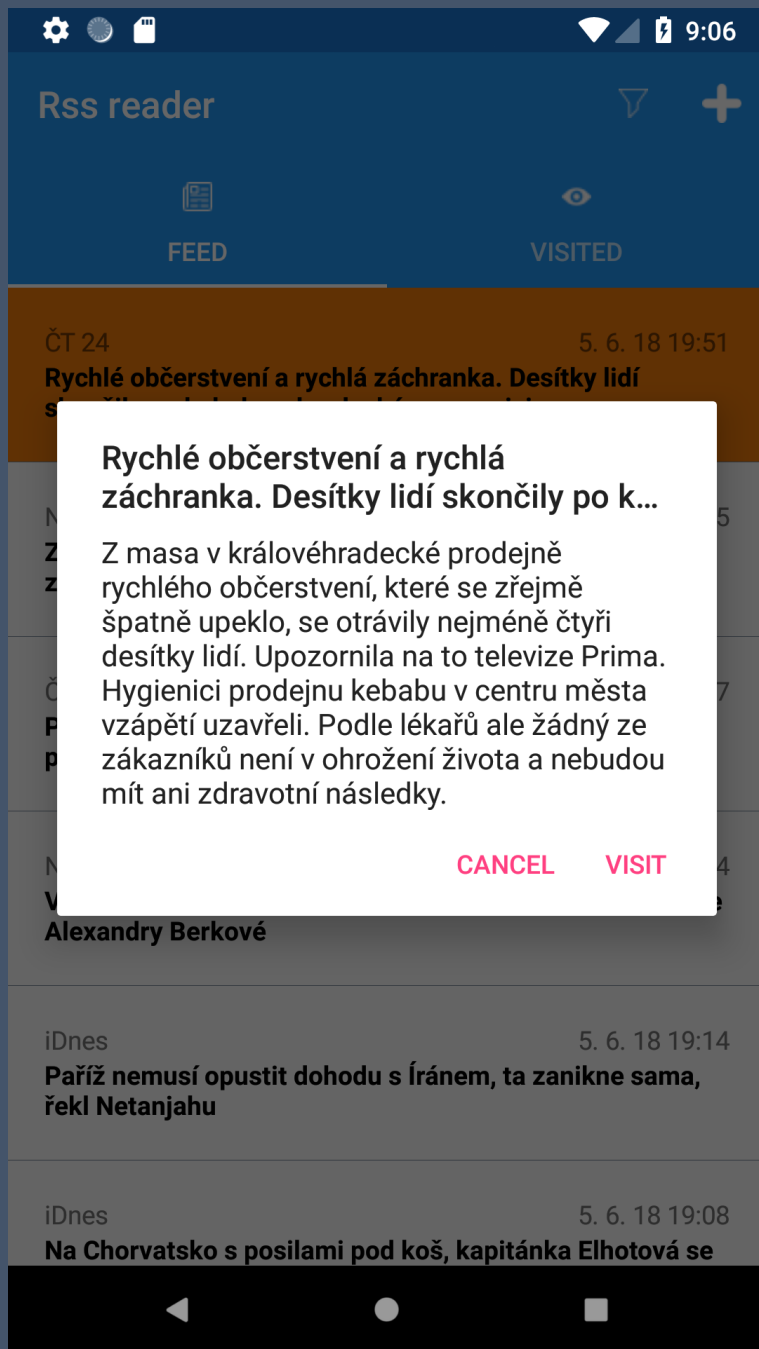 9:06
Rss reader
FEED
VISITED
ČT 24
5. 6. 18 19:51
Rychlé občerstvení a rychlá záchranka. Desítky lidí
Rychlé občerstvení a rychlá
záchranka. Desítky lidí skončily po k...
Z masa v královéhradecké prodejně
rychlého občerstvení, které se zřejmě
špatně upeklo, se otrávily nejméně čtyři
desítky lidí. Upozornila na to televize Prima.
Hygienici prodejnu kebabu v centru města
vzápětí uzavřeli. Podle lékařů ale žádný ze
zákazníků není v ohrožení života a nebudou
mít ani zdravotní následky.
CANCEL
VISIT
Alexandry Berkové
iDnes
5. 6. 18 19:14
Paříž nemusí opustit dohodu s Íránem, ta zanikne sama,
řekl Netanjahu
iDnes
5. 6. 18 19:08
Na Chorvatsko s posilami pod koš, kapitánka Elhotová se